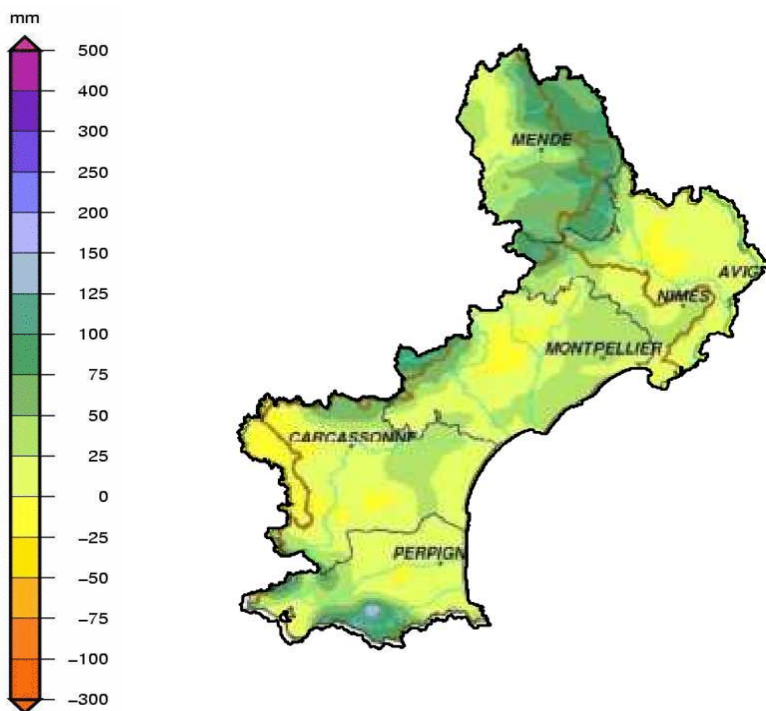 mm
500
400
300
250
200
150
125
100
75
50
25
0
−25
−50
−75
−100
−300
MENDE
AVIG
NIMES
MONTPELLIER
CARCASSONNE
PERPIGN